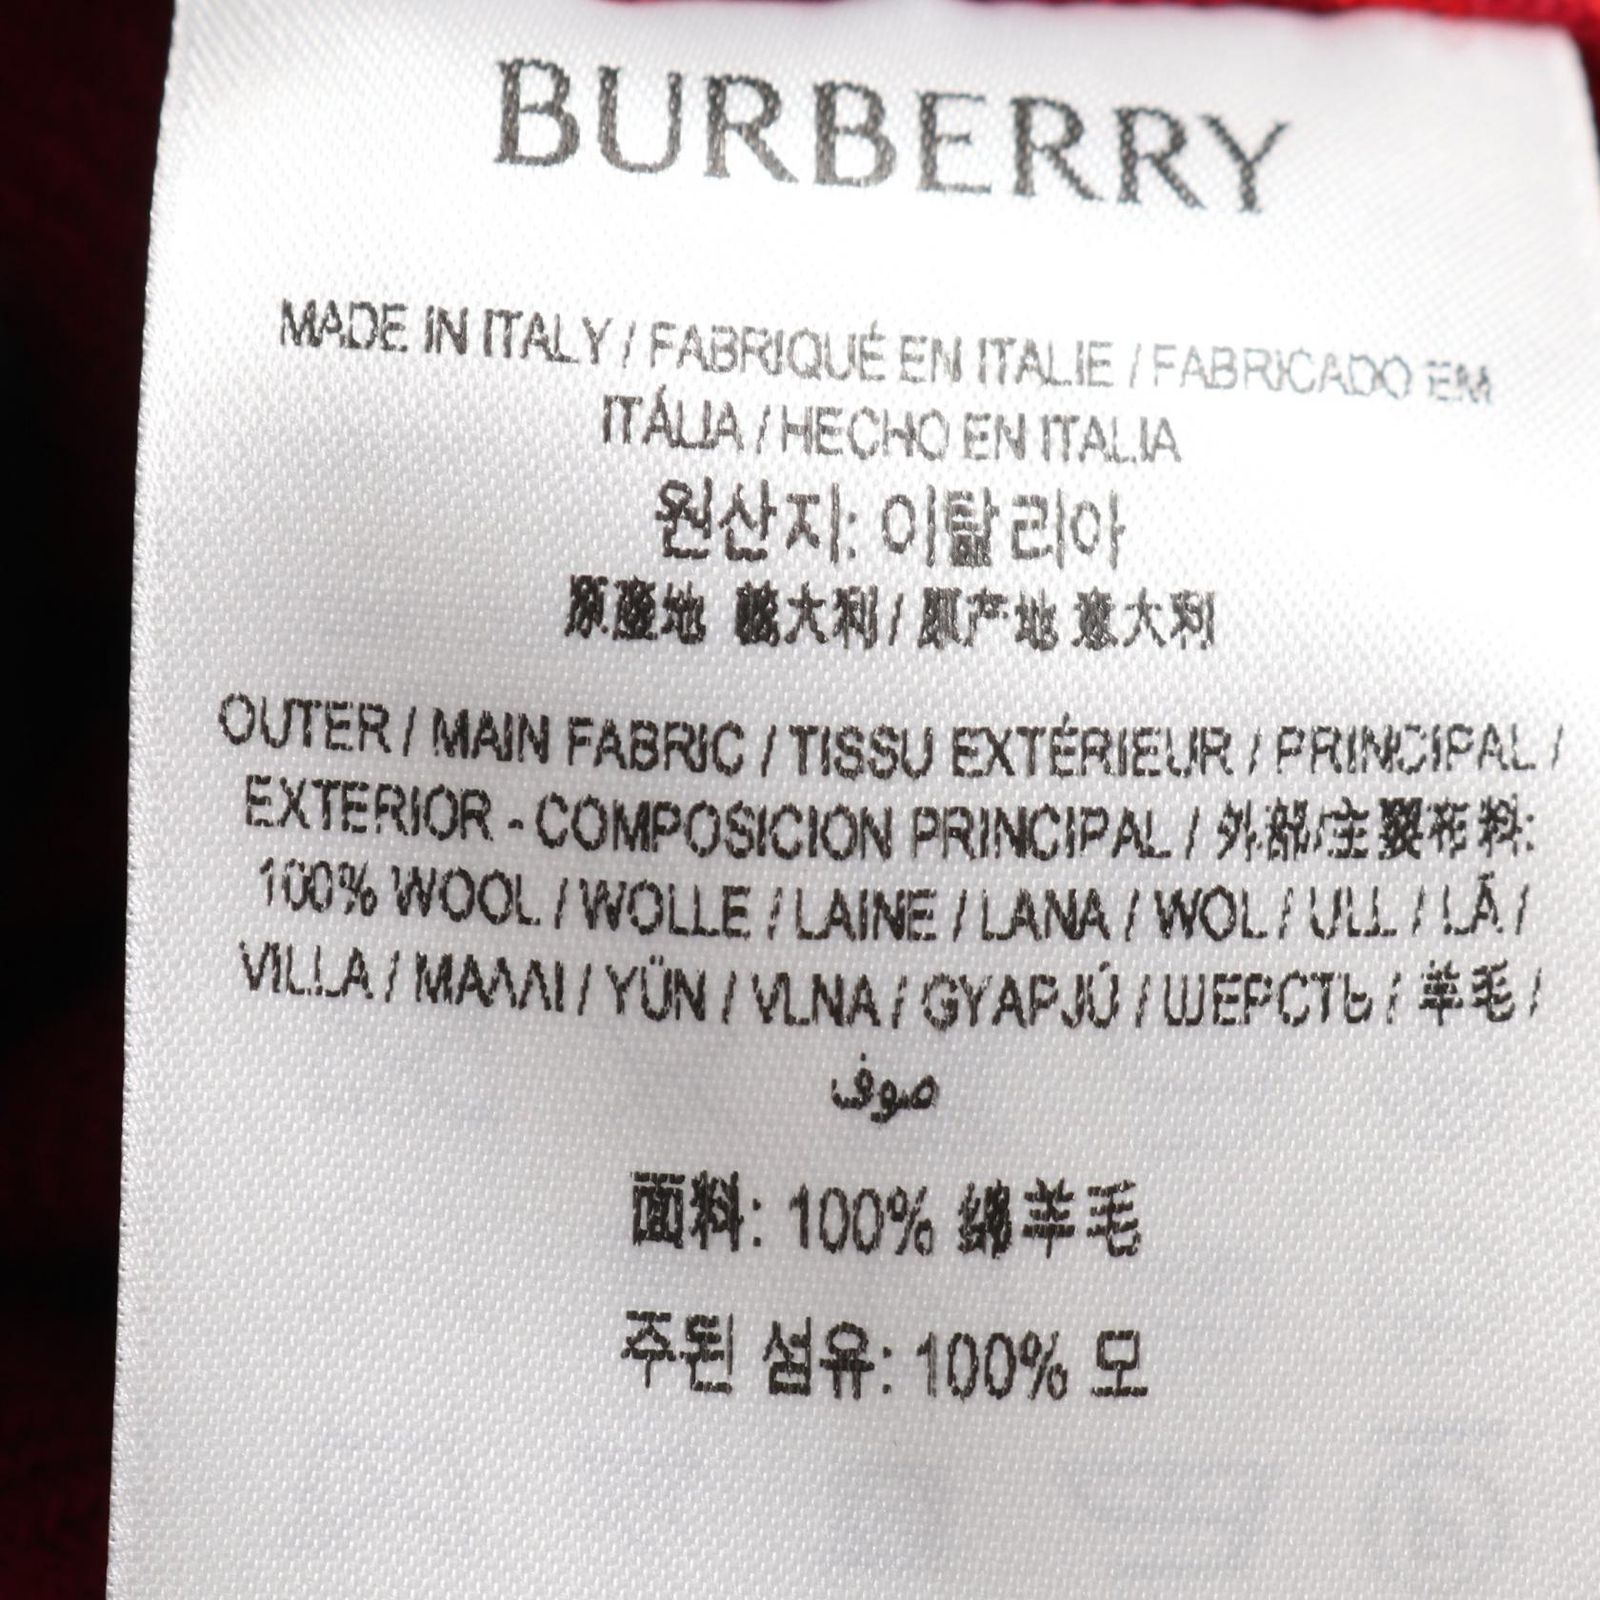 BURBERRY
MADE IN ITALY / FABRIQUÉ EN ITALIE / FABRICADO EM
ITÁLIA / HECHO EN ITALIA
원산지: 이탈리아
原產地 義大利 / 原产地 意大利
OUTER / MAIN FABRIC / TISSU EXTÉRIEUR / PRINCIPAL /
EXTERIOR - COMPOSICION PRINCIPAL / 外部/主要布料:
100% WOOL / WOLLE / LAINE / LANA / WOL / ULL / LÃ /
VILLA / ΜΑΛΛΙ / YÜN / VLNA / GYAPJÚ / ШЕРСТЬ / 羊毛 /
صوف
面料: 100% 绵羊毛
주된 섬유: 100% 모